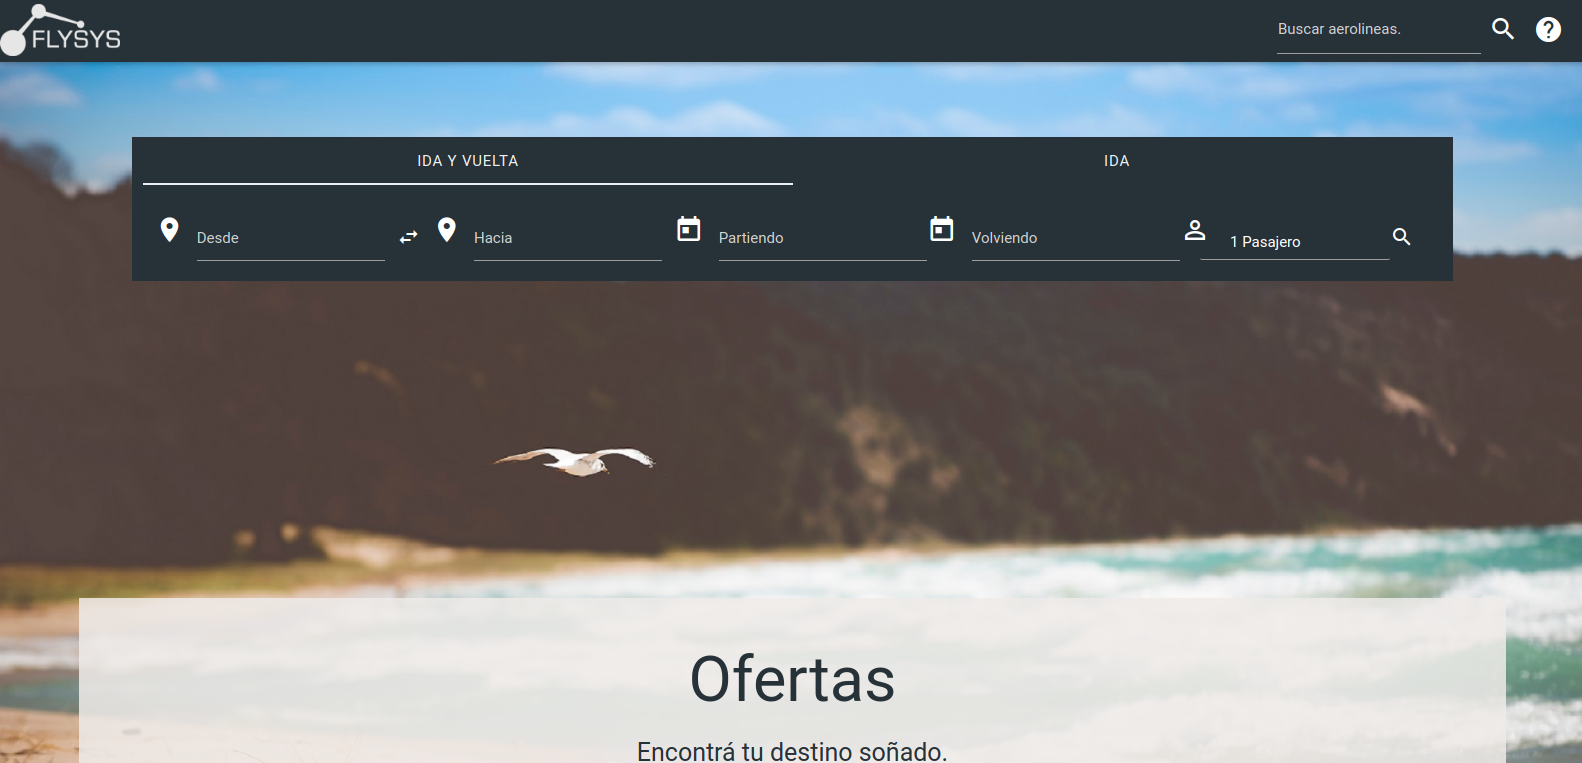 FLYSYS
Buscar aerolineas.
IDA Y VUELTA
IDA
Desde
Hacia
Partiendo
Volviendo
1 Pasajero
Ofertas
Encontrá tu destino soñado.